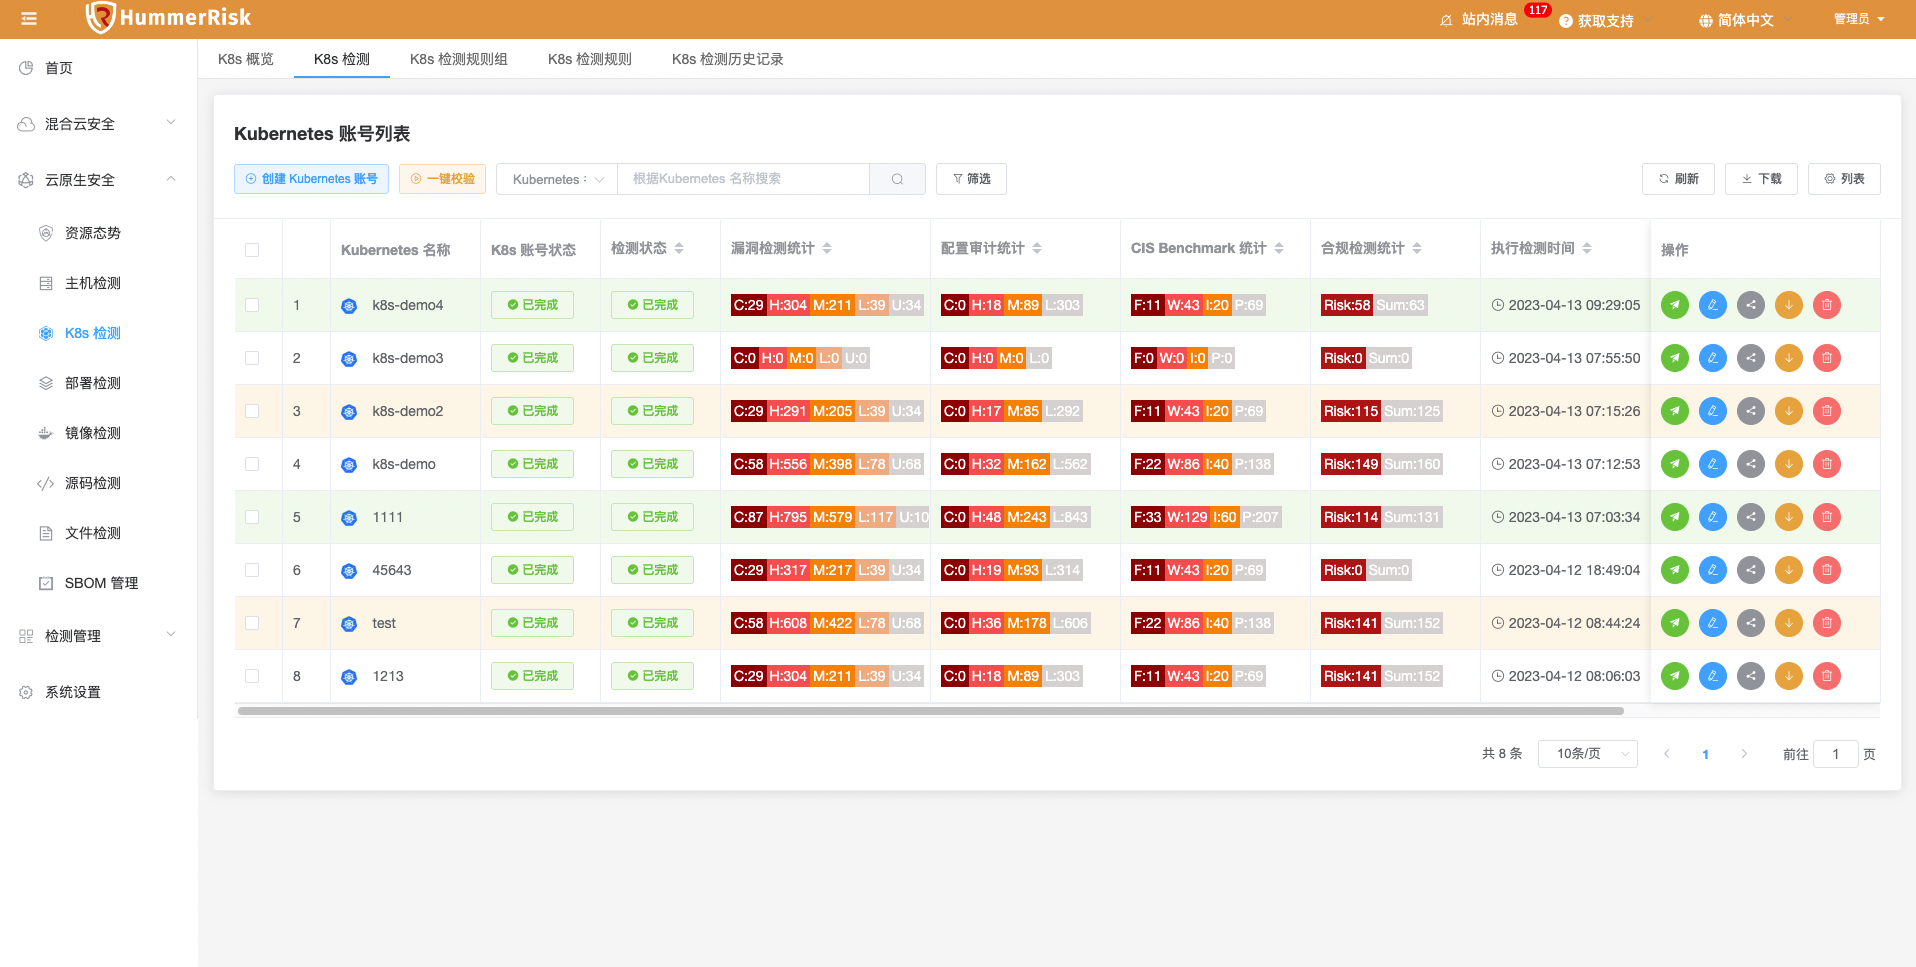 HummerRisk
站内消息 117
获取支持
简体中文
管理员
首页
混合云安全
云原生安全
资源态势
主机检测
K8s 检测
部署检测
镜像检测
源码检测
文件检测
SBOM 管理
检测管理
系统设置
K8s 概览 K8s 检测 K8s 检测规则组 K8s 检测规则 K8s 检测历史记录
Kubernetes 账号列表
创建 Kubernetes 账号 一键校验 Kubernetes 根据Kubernetes 名称搜索 筛选 刷新 下载 列表
Kubernetes 名称 K8s 账号状态 检测状态 漏洞检测统计 配置审计统计 CIS Benchmark 统计 合规检测统计 执行检测时间 操作
1 k8s-demo4 已完成 已完成 C:29 H:304 M:211 L:39 U:34 C:0 H:18 M:89 L:303 F:11 W:43 I:20 P:69 Risk:58 Sum:63 2023-04-13 09:29:05
2 k8s-demo3 已完成 已完成 C:0 H:0 M:0 L:0 U:0 C:0 H:0 M:0 L:0 F:0 W:0 I:0 P:0 Risk:0 Sum:0 2023-04-13 07:55:50
3 k8s-demo2 已完成 已完成 C:29 H:291 M:205 L:39 U:34 C:0 H:17 M:85 L:292 F:11 W:43 I:20 P:69 Risk:115 Sum:125 2023-04-13 07:15:26
4 k8s-demo 已完成 已完成 C:58 H:556 M:398 L:78 U:68 C:0 H:32 M:162 L:562 F:22 W:86 I:40 P:138 Risk:149 Sum:160 2023-04-13 07:12:53
5 1111 已完成 已完成 C:87 H:795 M:579 L:117 U:10 C:0 H:48 M:243 L:843 F:33 W:129 I:60 P:207 Risk:114 Sum:131 2023-04-13 07:03:34
6 45643 已完成 已完成 C:29 H:317 M:217 L:39 U:34 C:0 H:19 M:93 L:314 F:11 W:43 I:20 P:69 Risk:0 Sum:0 2023-04-12 18:49:04
7 test 已完成 已完成 C:58 H:608 M:422 L:78 U:68 C:0 H:36 M:178 L:606 F:22 W:86 I:40 P:138 Risk:141 Sum:152 2023-04-12 08:44:24
8 1213 已完成 已完成 C:29 H:304 M:211 L:39 U:34 C:0 H:18 M:89 L:303 F:11 W:43 I:20 P:69 Risk:141 Sum:152 2023-04-12 08:06:03
共 8 条 10条/页 1 前往 1 页